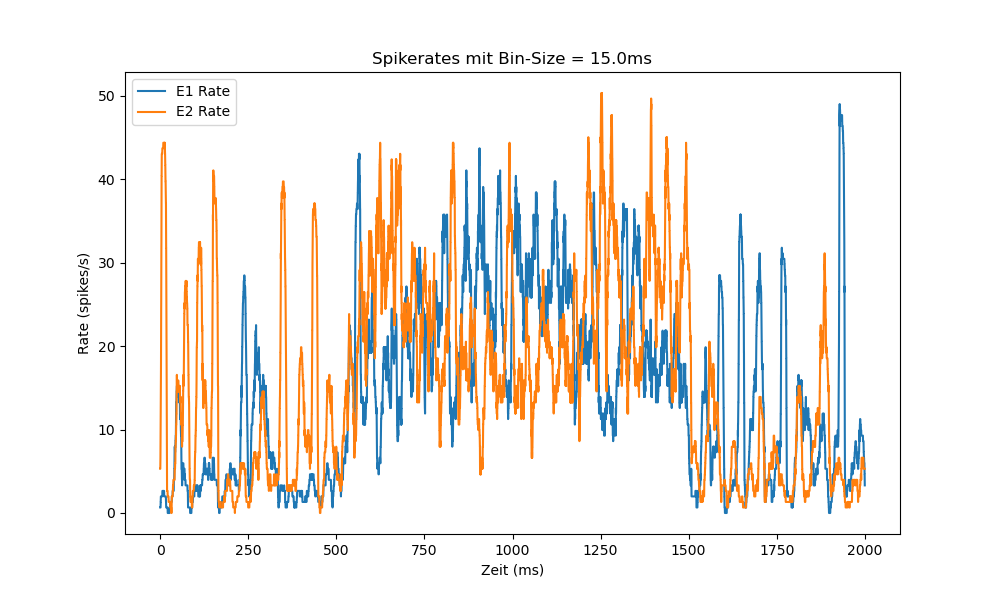 Spikerates mit Bin-Size = 15.0ms
E1 Rate
E2 Rate
Rate (spikes/s)
50
40
30
20
10
0
0 250 500 750 1000 1250 1500 1750 2000
Zeit (ms)